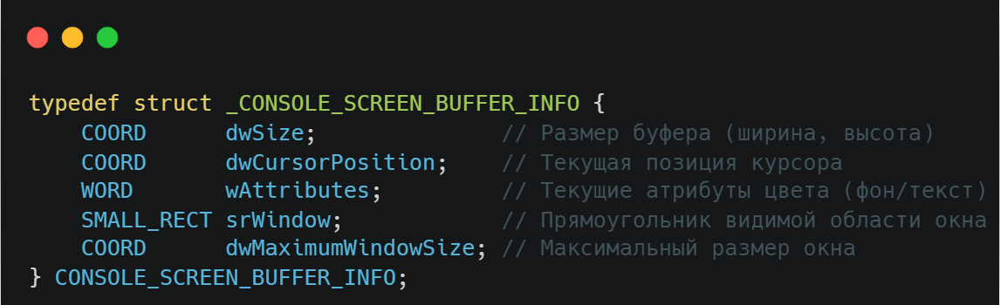 typedef struct _CONSOLE_SCREEN_BUFFER_INFO {
    COORD      dwSize;              // Размер буфера (ширина, высота)
    COORD      dwCursorPosition;    // Текущая позиция курсора
    WORD       wAttributes;         // Текущие атрибуты цвета (фон/текст)
    SMALL_RECT srWindow;            // Прямоугольник видимой области окна
    COORD      dwMaximumWindowSize; // Максимальный размер окна
} CONSOLE_SCREEN_BUFFER_INFO;